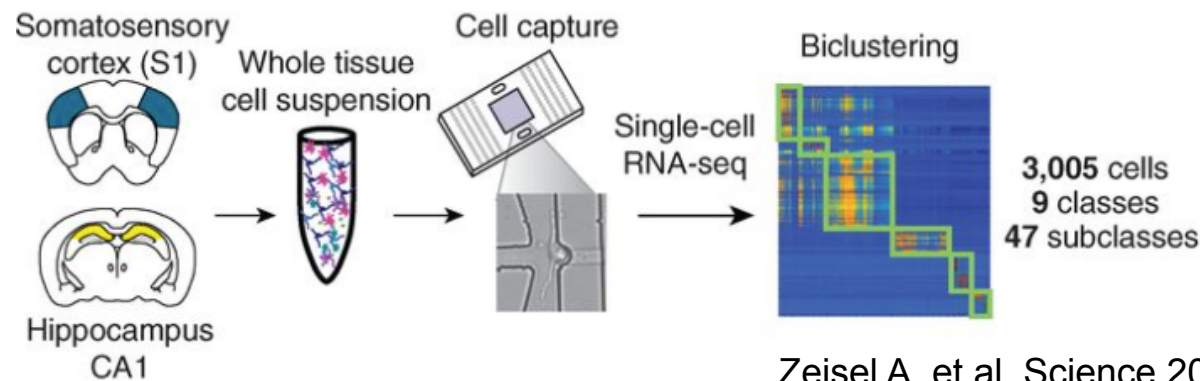 Somatosensory
cortex (S1)
Whole tissue
cell suspension
Cell capture
Single-cell
RNA-seq
Biclustering
3,005 cells
9 classes
47 subclasses
Hippocampus
CA1
Zeisel A, et al. Science 20